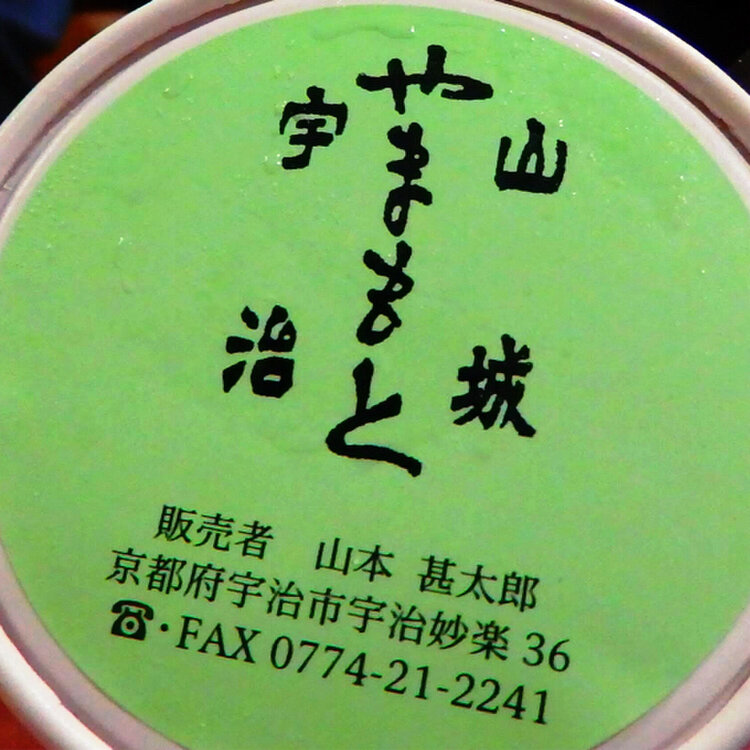 山城
やまもと
宇治
販売者 山本 甚太郎
京都府宇治市宇治妙楽 36
☎・FAX 0774-21-2241